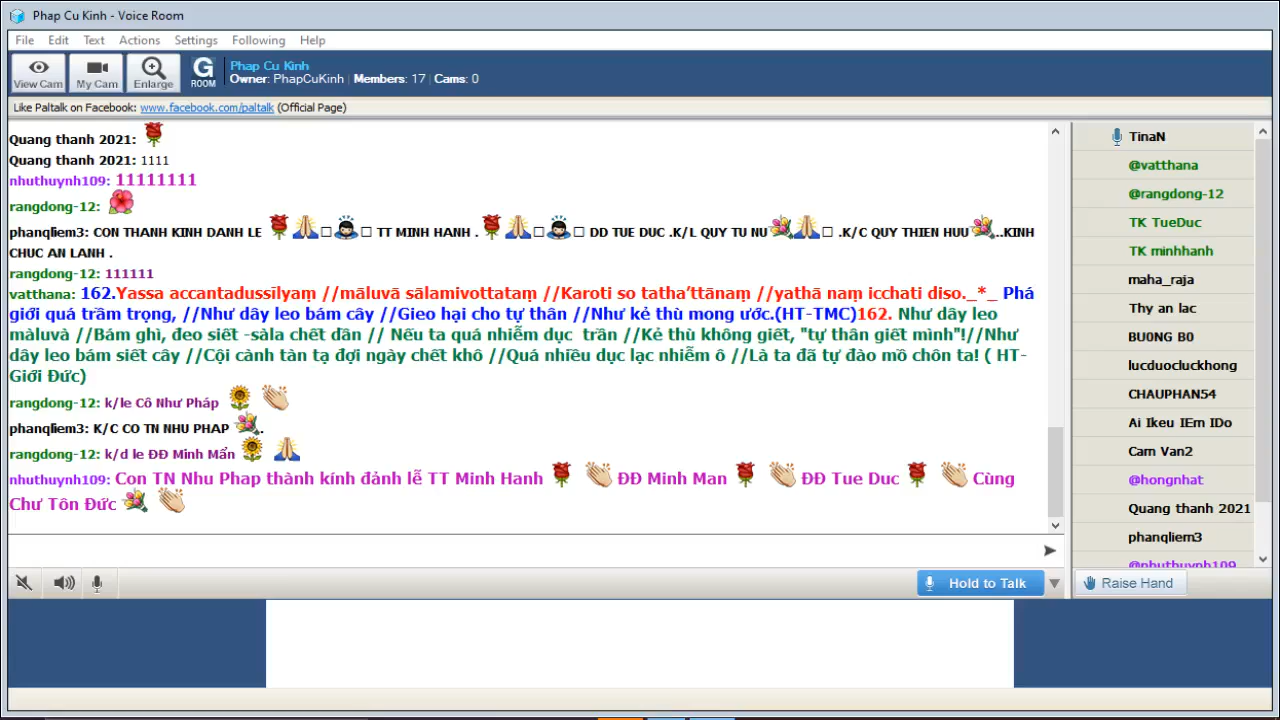 Phap Cu Kinh - Voice Room
File Edit Text Actions Settings Following Help
View Cam My Cam Enlarge G ROOM
Phap Cu Kinh
Owner: PhapCuKinh Members: 17 Cams: 0
Like Paltalk on Facebook: www.facebook.com/paltalk (Official Page)
Quang thanh 2021:
Quang thanh 2021: 1111
nhuthuynh109: 11111111
rangdong-12:
phanqliem3: CON THANH KINH DANH LE TT MINH HANH . DD TUE DUC .K/L QUY TU NU .K/C QUY THIEN HUU ..KINH
CHUC AN LANH .
rangdong-12: 111111
vatthana: 162.Yassa accantadussīlyaṃ //māluvā sālamivottataṃ //Karoti so tatha’ttānaṃ //yathā naṃ icchati diso._*_ Phá
giới quá trầm trọng, //Như dây leo bám cây //Gieo hại cho tự thân //Như kẻ thù mong ước.(HT-TMC)162. Như dây leo
màluvà //Bám ghì, đeo siết -sàla chết dần // Nếu ta quá nhiễm dục trần //Kẻ thù không giết, "tự thân giết mình"!//Như
dây leo bám siết cây //Cội cành tàn tạ đợi ngày chết khô //Quá nhiều dục lạc nhiễm ô //Là ta đã tự đào mồ chôn ta! ( HT-
Giới Đức)
rangdong-12: k/le Cô Như Pháp
phanqliem3: K/C CO TN NHU PHAP .
rangdong-12: k/d le ĐĐ Minh Mẩn
nhuthuynh109: Con TN Nhu Phap thành kính đảnh lễ TT Minh Hanh ĐĐ Minh Man ĐĐ Tue Duc Cùng
Chư Tôn Đức
TinaN
@vatthana
@rangdong-12
TK TueDuc
TK minhhanh
maha_raja
Thy an lac
BU0NG B0
lucduocluckhong
CHAUPHAN54
Ai Ikeu IEm IDo
Cam Van2
@hongnhat
Quang thanh 2021
phanqliem3
@nhuthuynh109
Hold to Talk
Raise Hand